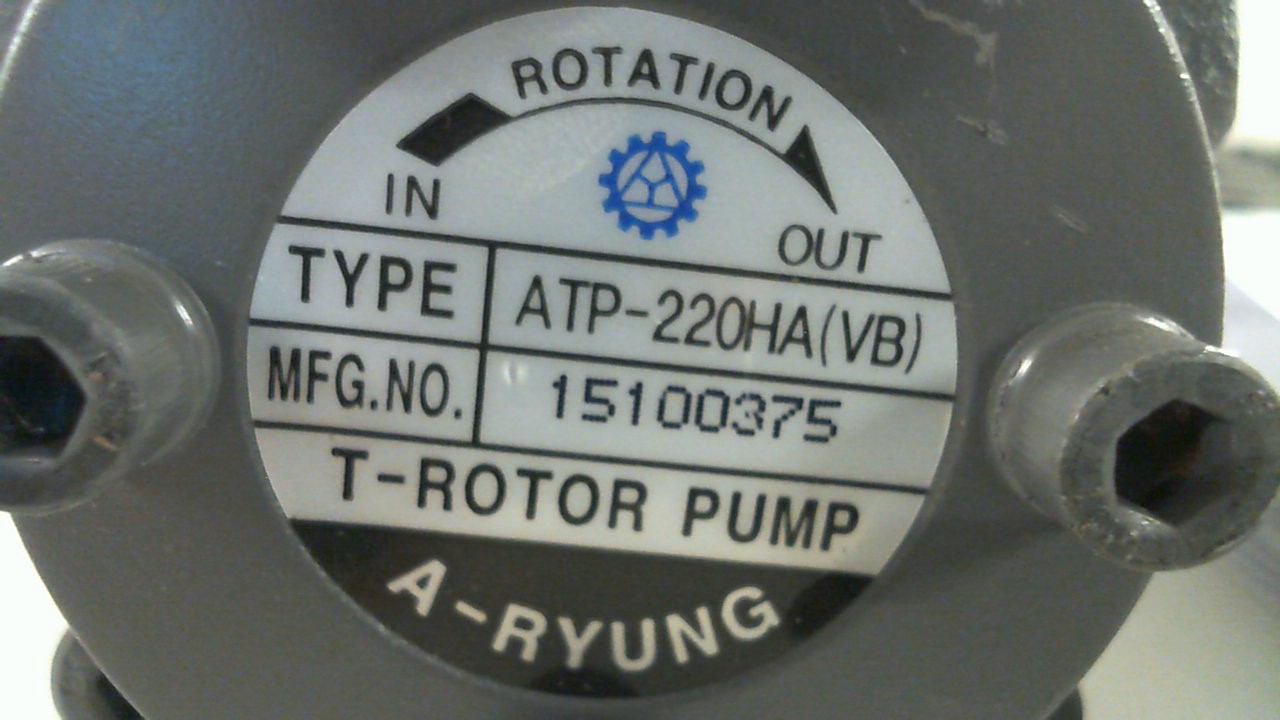 ROTATION
IN
OUT
TYPE ATP-220HA(VB)
MFG.NO. 15100375
T-ROTOR PUMP
A-RYUNG